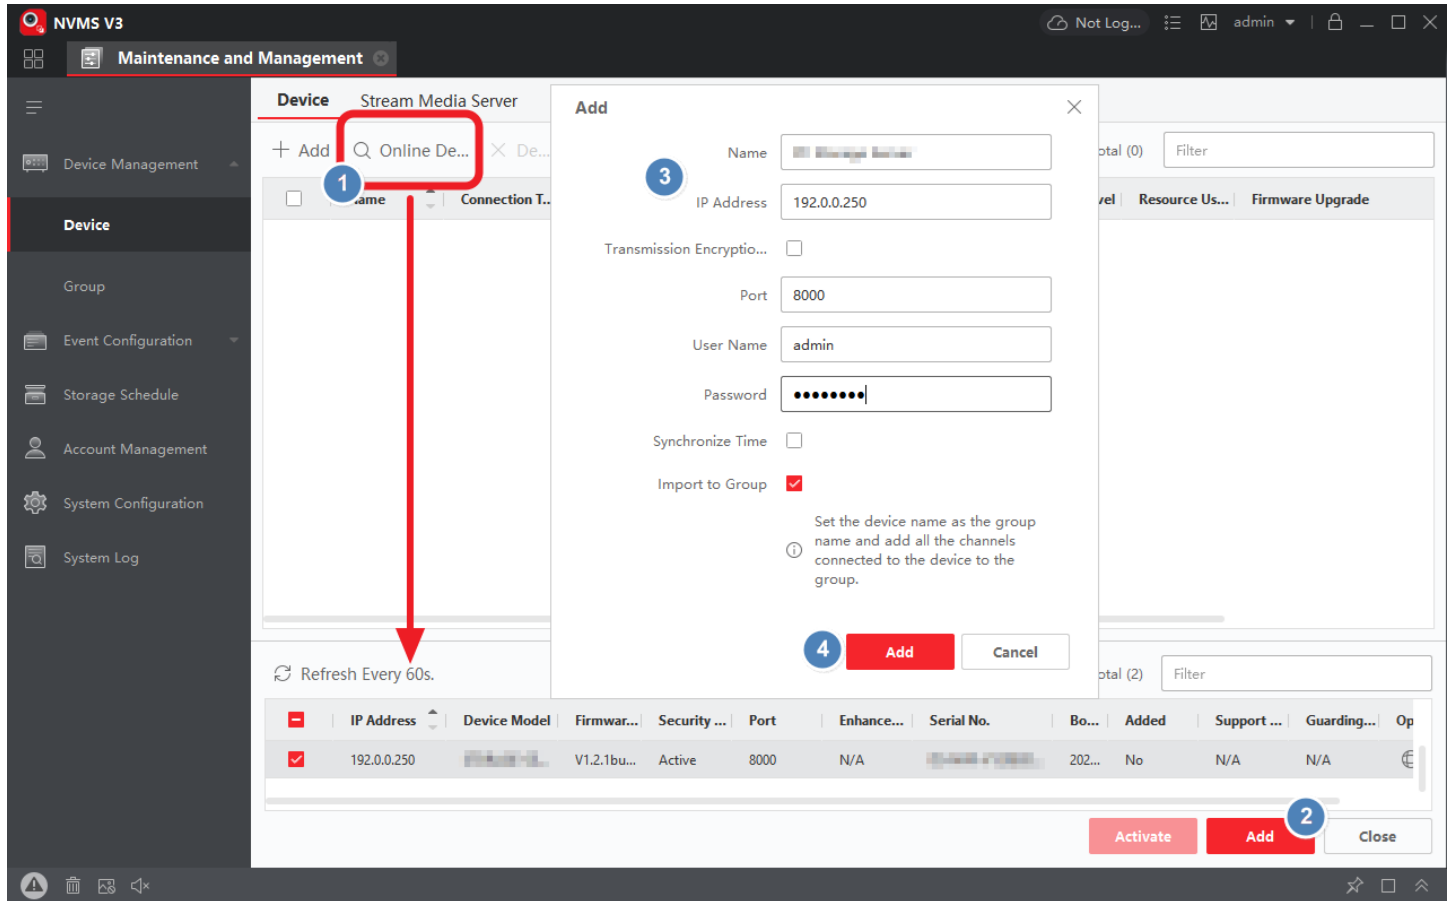 NVMS V3
Not Log...
admin
Maintenance and Management
Device
Stream Media Server
Add
Online De...
De...
otal (0)
Filter
1
ame
Connection T..
vel
Resource Us...
Firmware Upgrade
Device Management
Device
Group
Event Configuration
Storage Schedule
Account Management
System Configuration
System Log
Add
Name
3
IP Address
192.0.0.250
Transmission Encryptio...
Port
8000
User Name
admin
Password
••••••••
Synchronize Time
Import to Group
Set the device name as the group
name and add all the channels
connected to the device to the
group.
4
Add
Cancel
Refresh Every 60s.
otal (2)
Filter
IP Address
Device Model
Firmwar...
Security ...
Port
Enhance...
Serial No.
Bo...
Added
Support ...
Guarding...
Op
192.0.0.250
V1.2.1bu...
Active
8000
N/A
202...
No
N/A
N/A
2
Activate
Add
Close